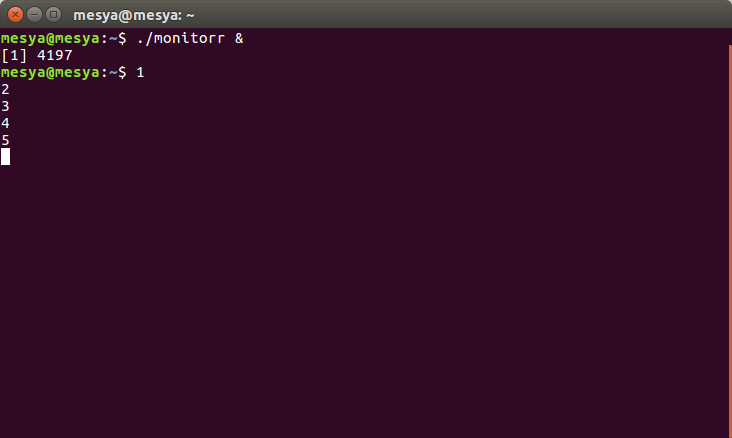 mesya@mesya: ~
mesya@mesya:~$ ./monitorr &
[1] 4197
mesya@mesya:~$ 1
2
3
4
5